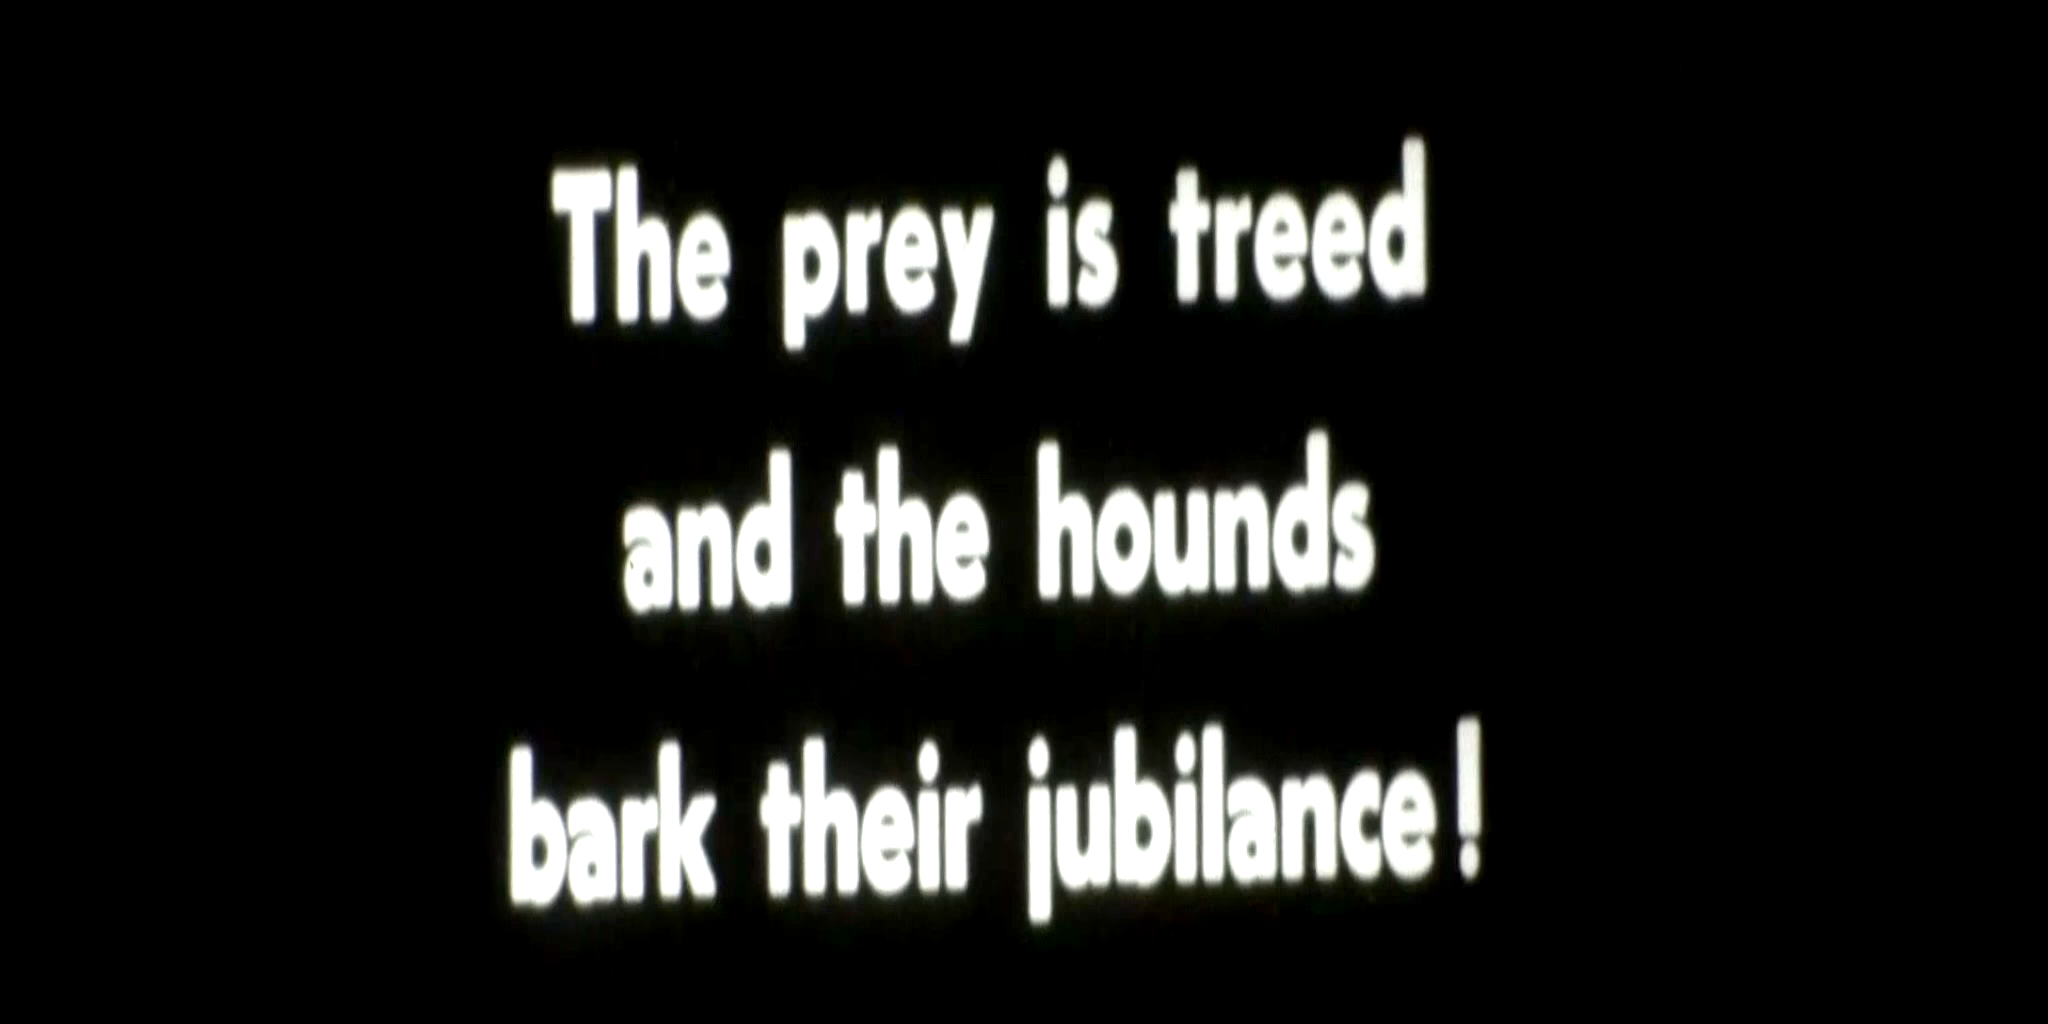 The prey is treed
and the hounds
bark their jubilance!